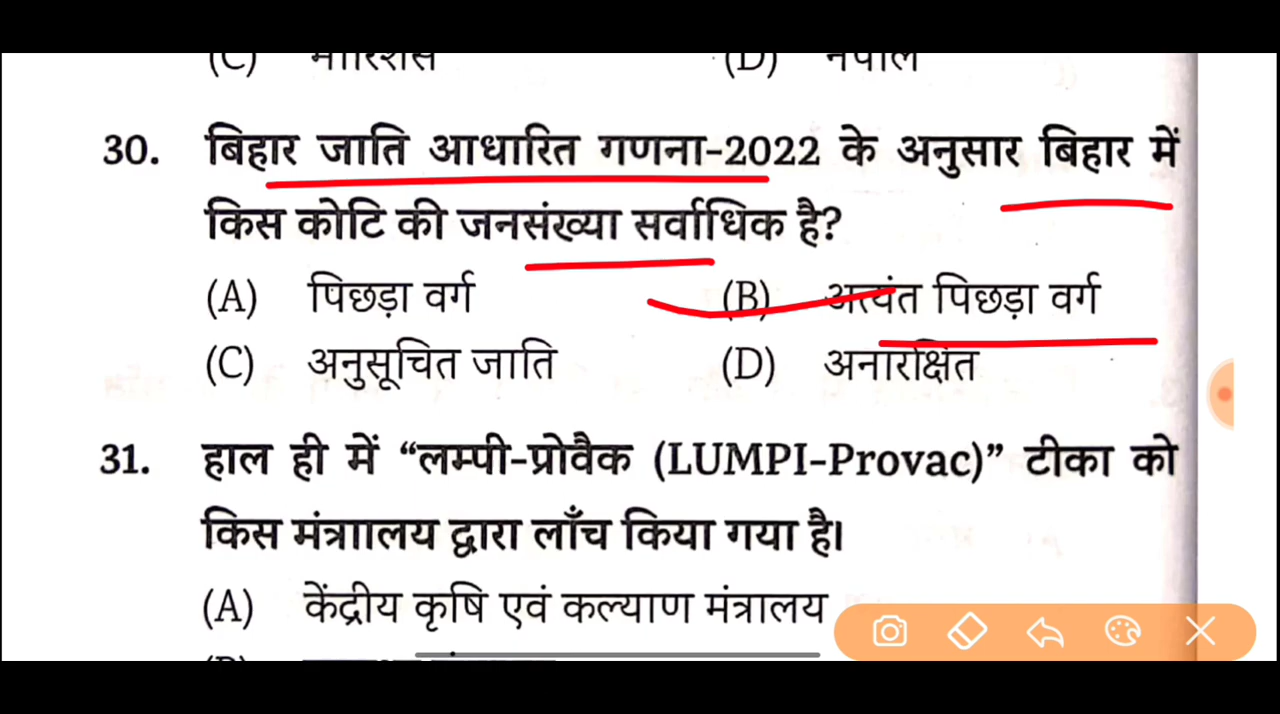 (C) मॉरिशस (D) नेपाल
30. बिहार जाति आधारित गणना-2022 के अनुसार बिहार में
किस कोटि की जनसंख्या सर्वाधिक है?
(A) पिछड़ा वर्ग (B) अत्यंत पिछड़ा वर्ग
(C) अनुसूचित जाति (D) अनारक्षित
31. हाल ही में “लम्पी-प्रोवैक (LUMPI-Provac)” टीका को
किस मंत्राालय द्वारा लाँच किया गया है।
(A) केंद्रीय कृषि एवं कल्याण मंत्रालय